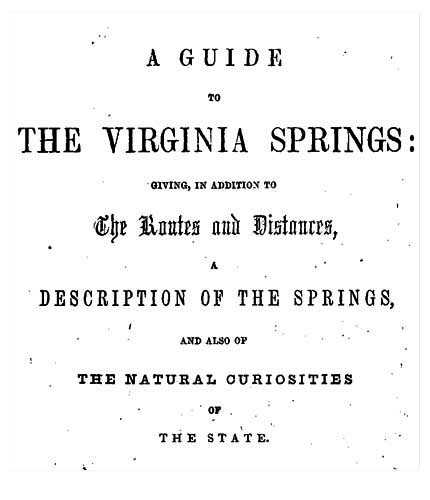 A GUIDE
TO
THE VIRGINIA SPRINGS:
GIVING, IN ADDITION TO
The Routes and Distances,
A
DESCRIPTION OF THE SPRINGS,
AND ALSO OF
THE NATURAL CURIOSITIES
OF
THE STATE.